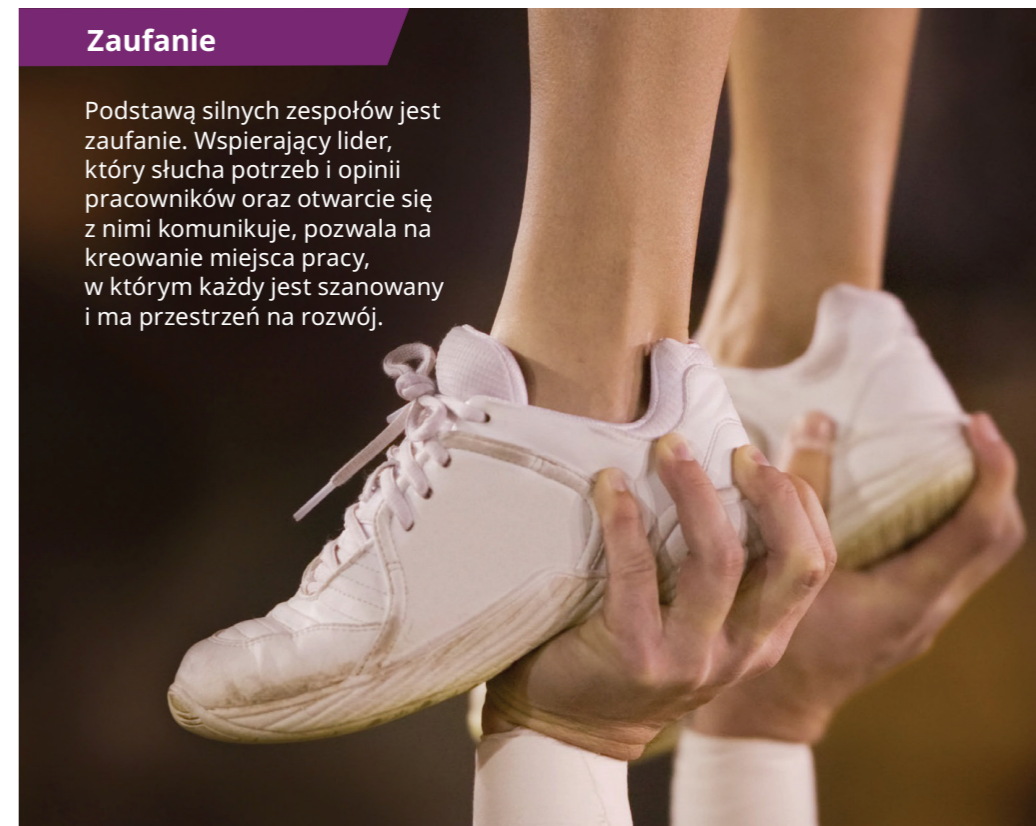 Zaufanie
Podstawą silnych zespołów jest
zaufanie. Wspierający lider,
który słucha potrzeb i opinii
pracowników oraz otwarcie się
z nimi komunikuje, pozwala na
kreowanie miejsca pracy,
w którym każdy jest szanowany
i ma przestrzeń na rozwój.